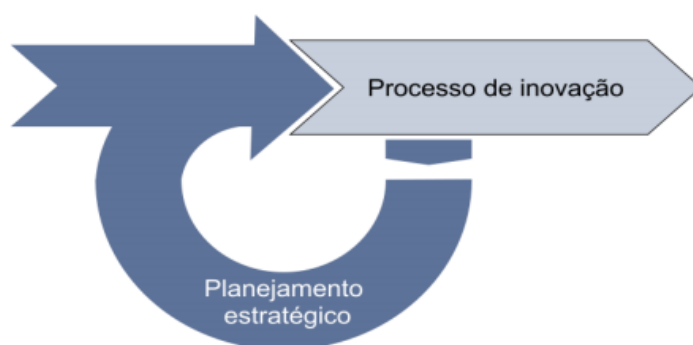 Processo de inovação
Planejamento
estratégico